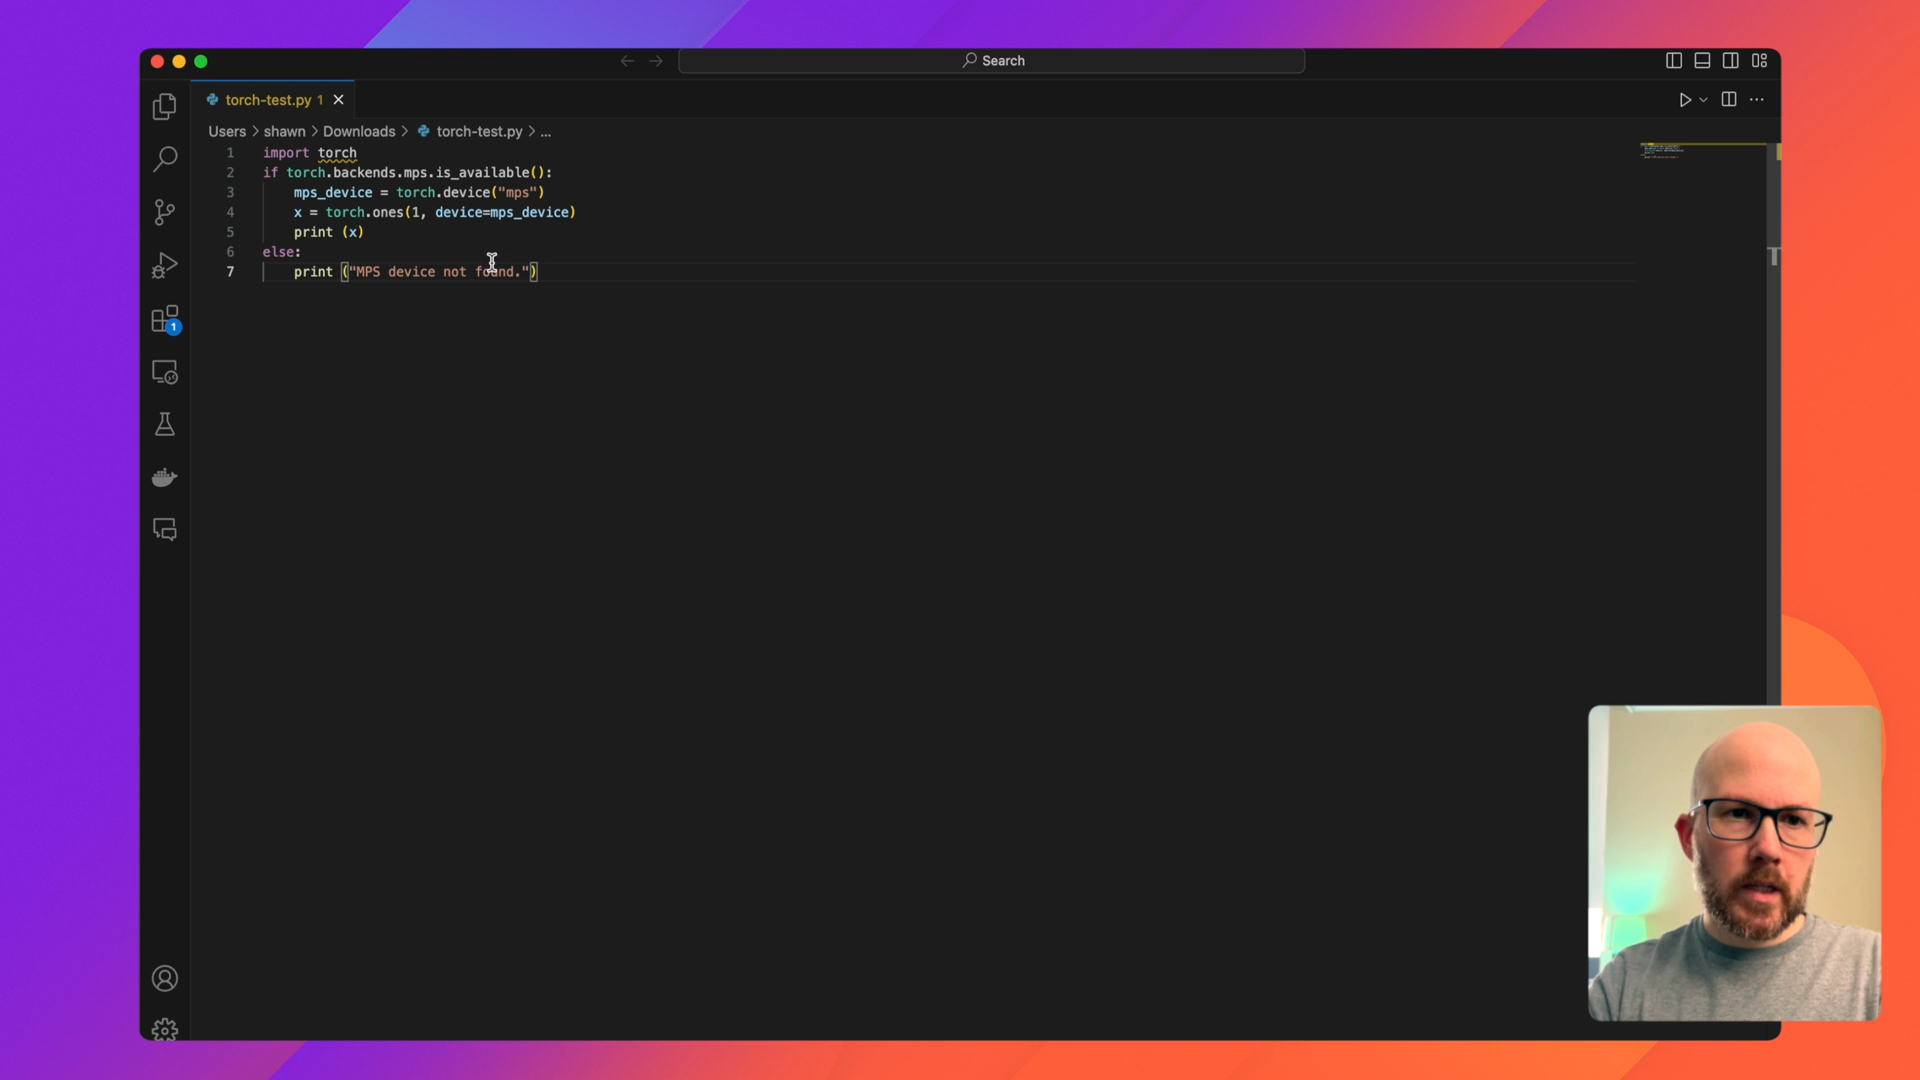 Search
torch-test.py 1
Users > shawn > Downloads > torch-test.py > ...
1 import torch
2 if torch.backends.mps.is_available():
3 mps_device = torch.device("mps")
4 x = torch.ones(1, device=mps_device)
5 print (x)
6 else:
7 print ("MPS device not found.")
1